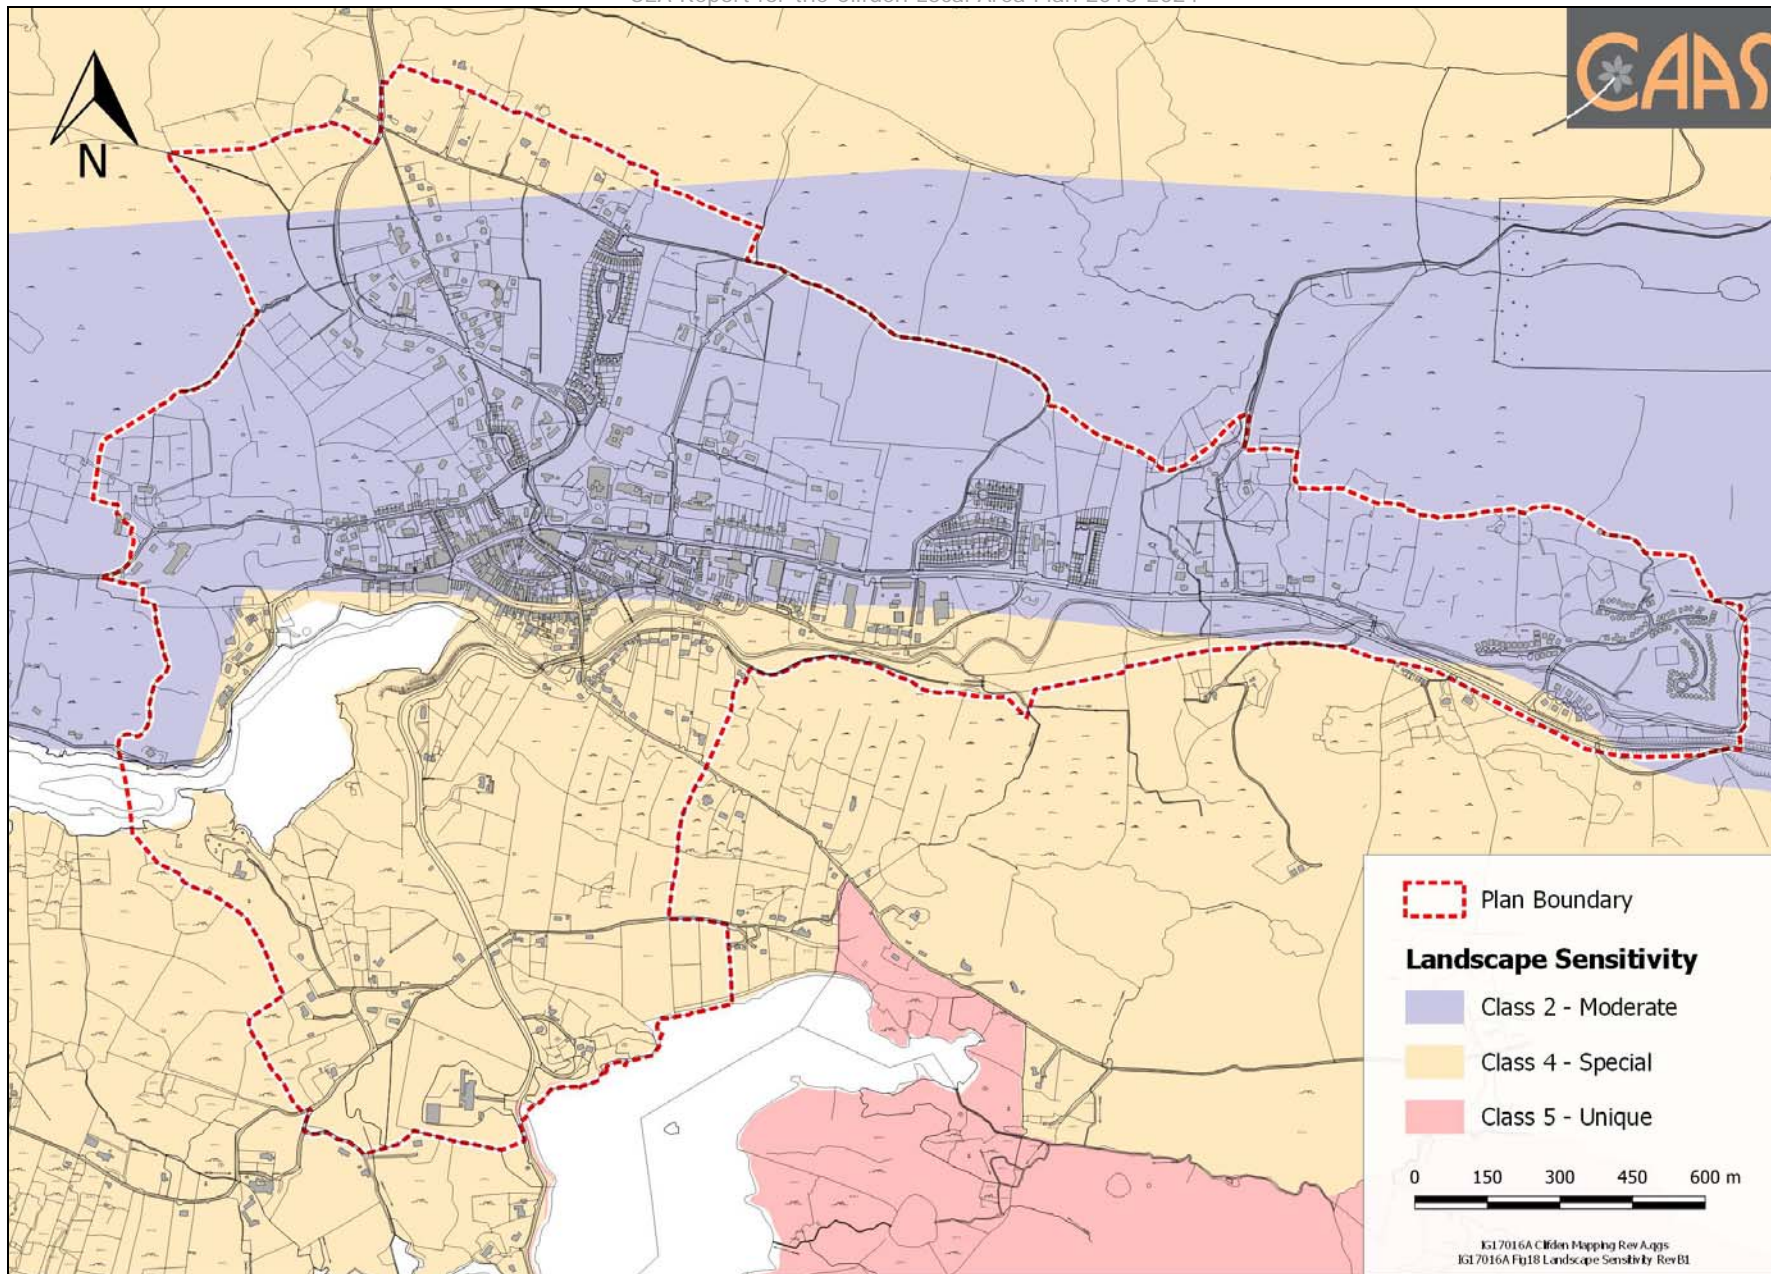 CAAS
N
Plan Boundary
Landscape Sensitivity
Class 2 - Moderate
Class 4 - Special
Class 5 - Unique
0 150 300 450 600 m
IG17016A Clifden Mapping Rev A.qgs
IG17016A Fig18 Landscape Sensitivity Rev B1